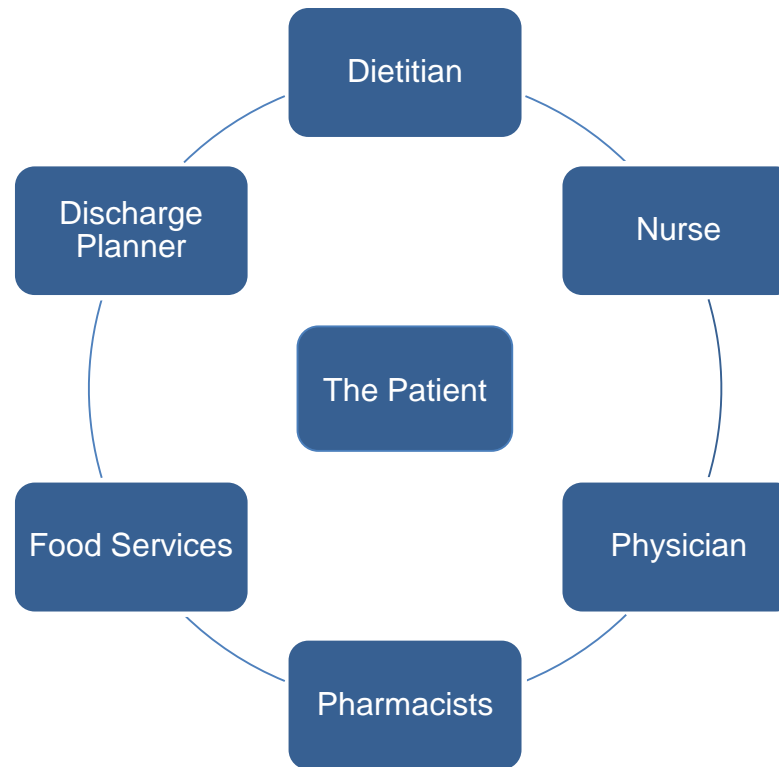 Dietitian
Discharge
Planner
Nurse
The Patient
Food Services
Physician
Pharmacists